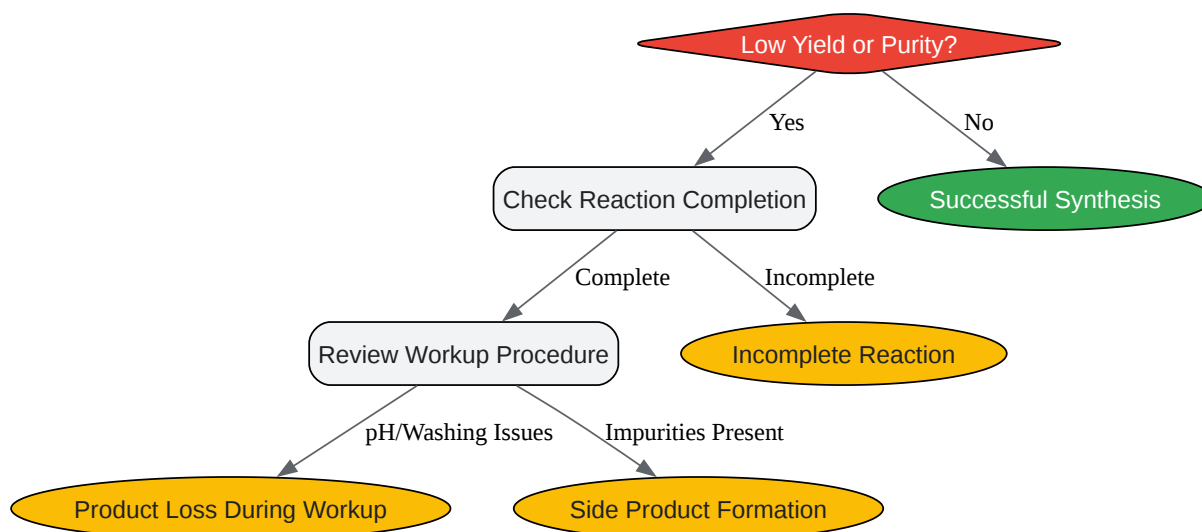 Low Yield or Purity?
Yes
No
Check Reaction Completion
Successful Synthesis
Complete
Incomplete
Review Workup Procedure
Incomplete Reaction
pH/Washing Issues
Impurities Present
Product Loss During Workup
Side Product Formation